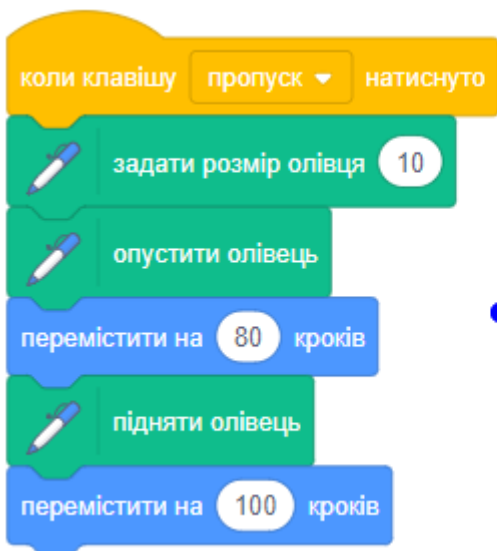 коли клавішу пропуск натиснуто
задати розмір олівця 10
опустити олівець
перемістити на 80 кроків
підняти олівець
перемістити на 100 кроків